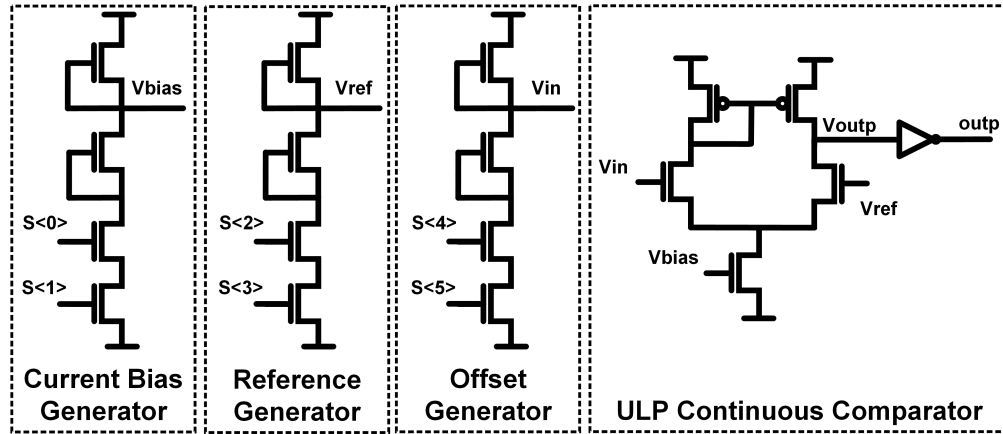 Vbias
S<0>
S<1>
Current Bias
Generator
Vref
S<2>
S<3>
Reference
Generator
Vin
S<4>
S<5>
Offset
Generator
Voutp
outp
Vin
Vref
Vbias
ULP Continuous Comparator